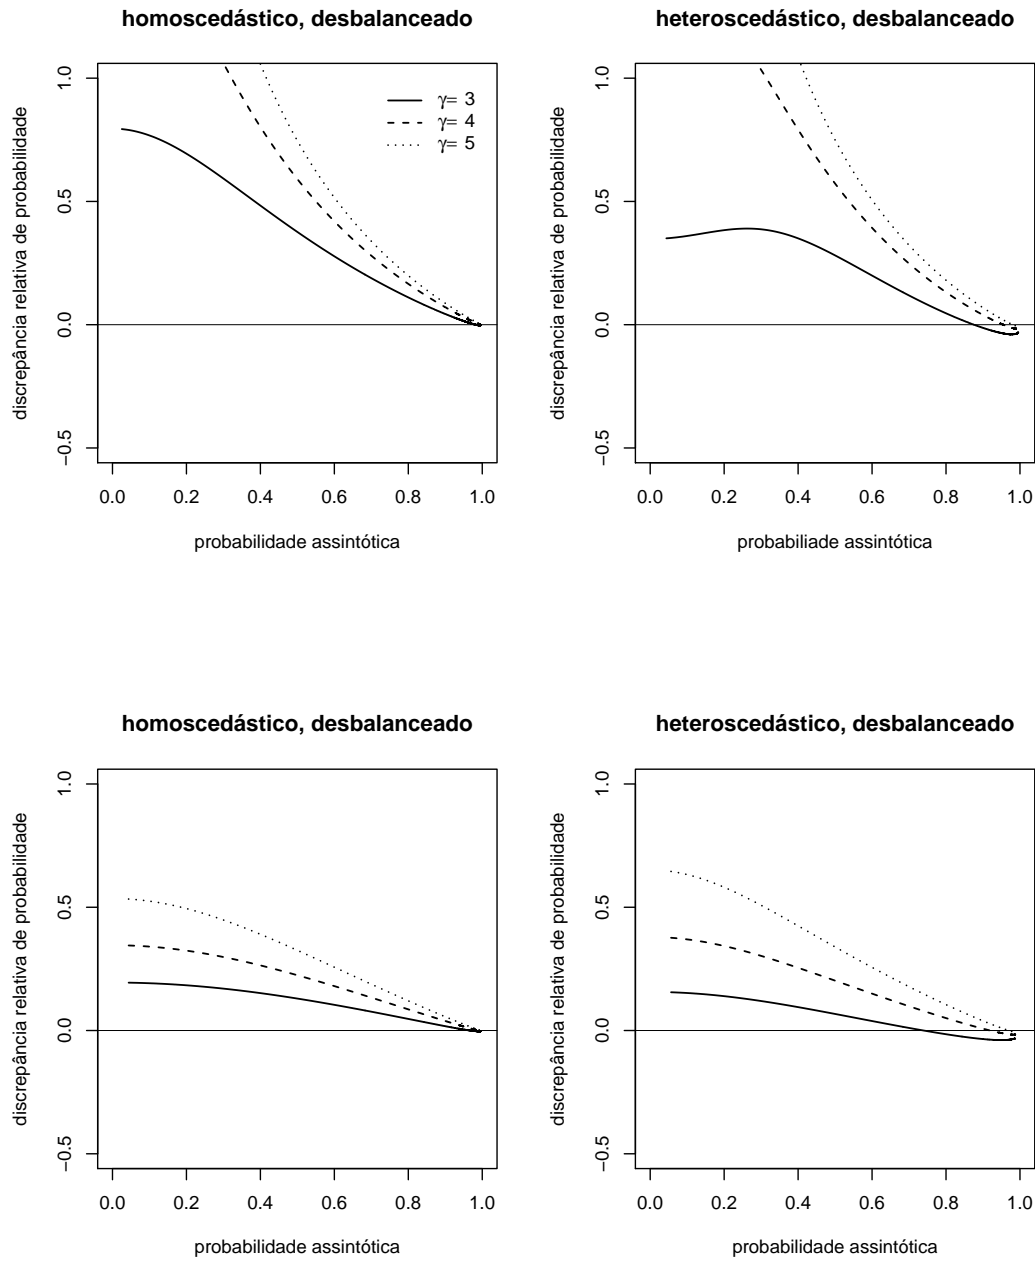 homoscedástico, desbalanceado
discrepância relativa de probabilidade
1.0
0.5
0.0
−0.5
γ= 3
γ= 4
γ= 5
0.0 0.2 0.4 0.6 0.8 1.0
probabilidade assintótica
heteroscedástico, desbalanceado
discrepância relativa de probabilidade
1.0
0.5
0.0
−0.5
0.0 0.2 0.4 0.6 0.8 1.0
probabiliade assintótica
homoscedástico, desbalanceado
discrepância relativa de probabilidade
1.0
0.5
0.0
−0.5
0.0 0.2 0.4 0.6 0.8 1.0
probabilidade assintótica
heteroscedástico, desbalanceado
discrepância relativa de probabilidade
1.0
0.5
0.0
−0.5
0.0 0.2 0.4 0.6 0.8 1.0
probabilidade assintótica